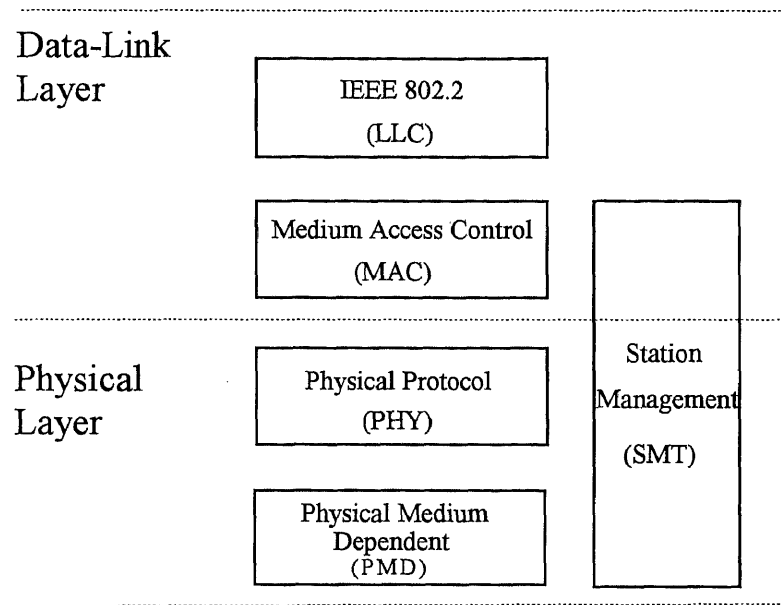 Data-Link
Layer
IEEE 802.2
(LLC)
Medium Access Control
(MAC)
Physical
Layer
Physical Protocol
(PHY)
Physical Medium
Dependent
(PMD)
Station
Management
(SMT)